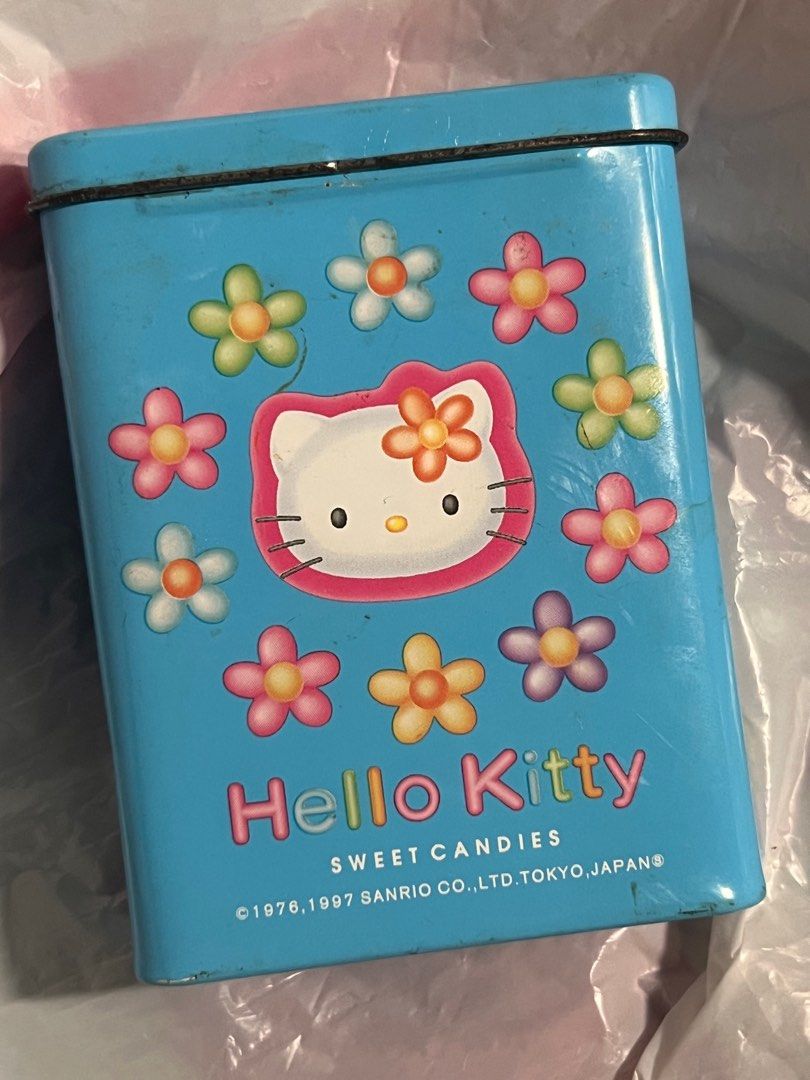 Hello Kitty
SWEET CANDIES
©1976,1997 SANRIO CO.,LTD.TOKYO,JAPAN Ⓢ